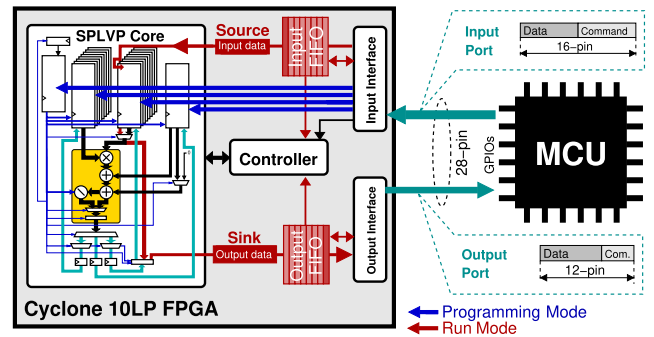 SPLVP Core
Source
Input data
Input
FIFO
Input Interface
Input
Port
Data
Command
16-pin
Controller
28-pin
GPIOs
MCU
Sink
Output data
Output
FIFO
Output Interface
Output
Port
Data
Com.
12-pin
Cyclone 10LP FPGA
Programming Mode
Run Mode